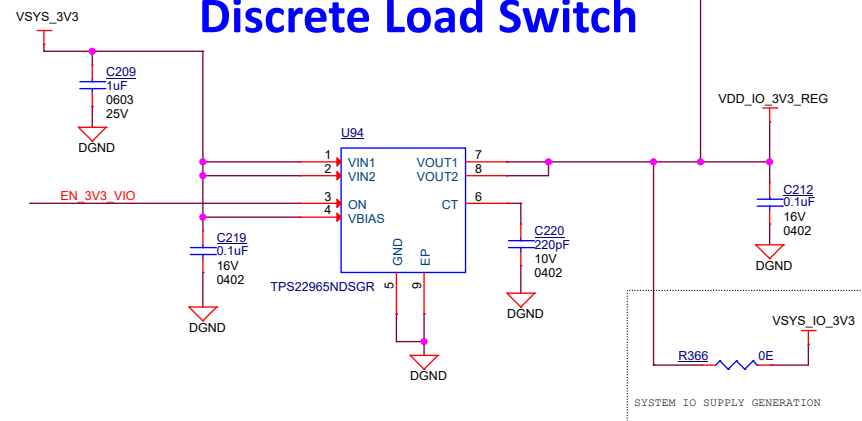 Discrete Load Switch
VSYS_3V3
C209
1uF
0603
25V
DGND
VDD_IO_3V3_REG
U94
1
VIN1
VOUT1
7
2
VIN2
VOUT2
8
EN_3V3_VIO
3
ON
CT
6
4
VBIAS
GND
EP
5
9
TPS22965NDSGR
C212
0.1uF
16V
0402
DGND
C219
0.1uF
16V
0402
DGND
C220
220pF
10V
0402
DGND
DGND
VSYS_IO_3V3
R366
0E
SYSTEM IO SUPPLY GENERATION